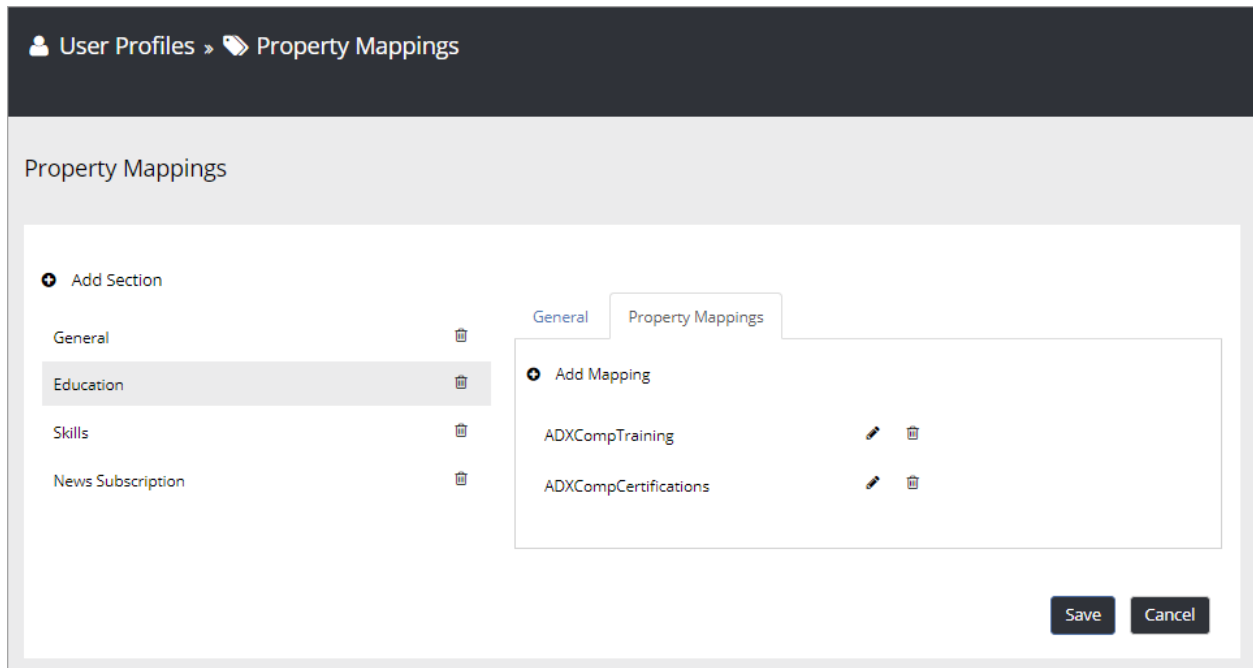 User Profiles » Property Mappings
Property Mappings
Add Section
General
Education
Skills
News Subscription
General Property Mappings
Add Mapping
ADXCompTraining
ADXCompCertifications
Save Cancel